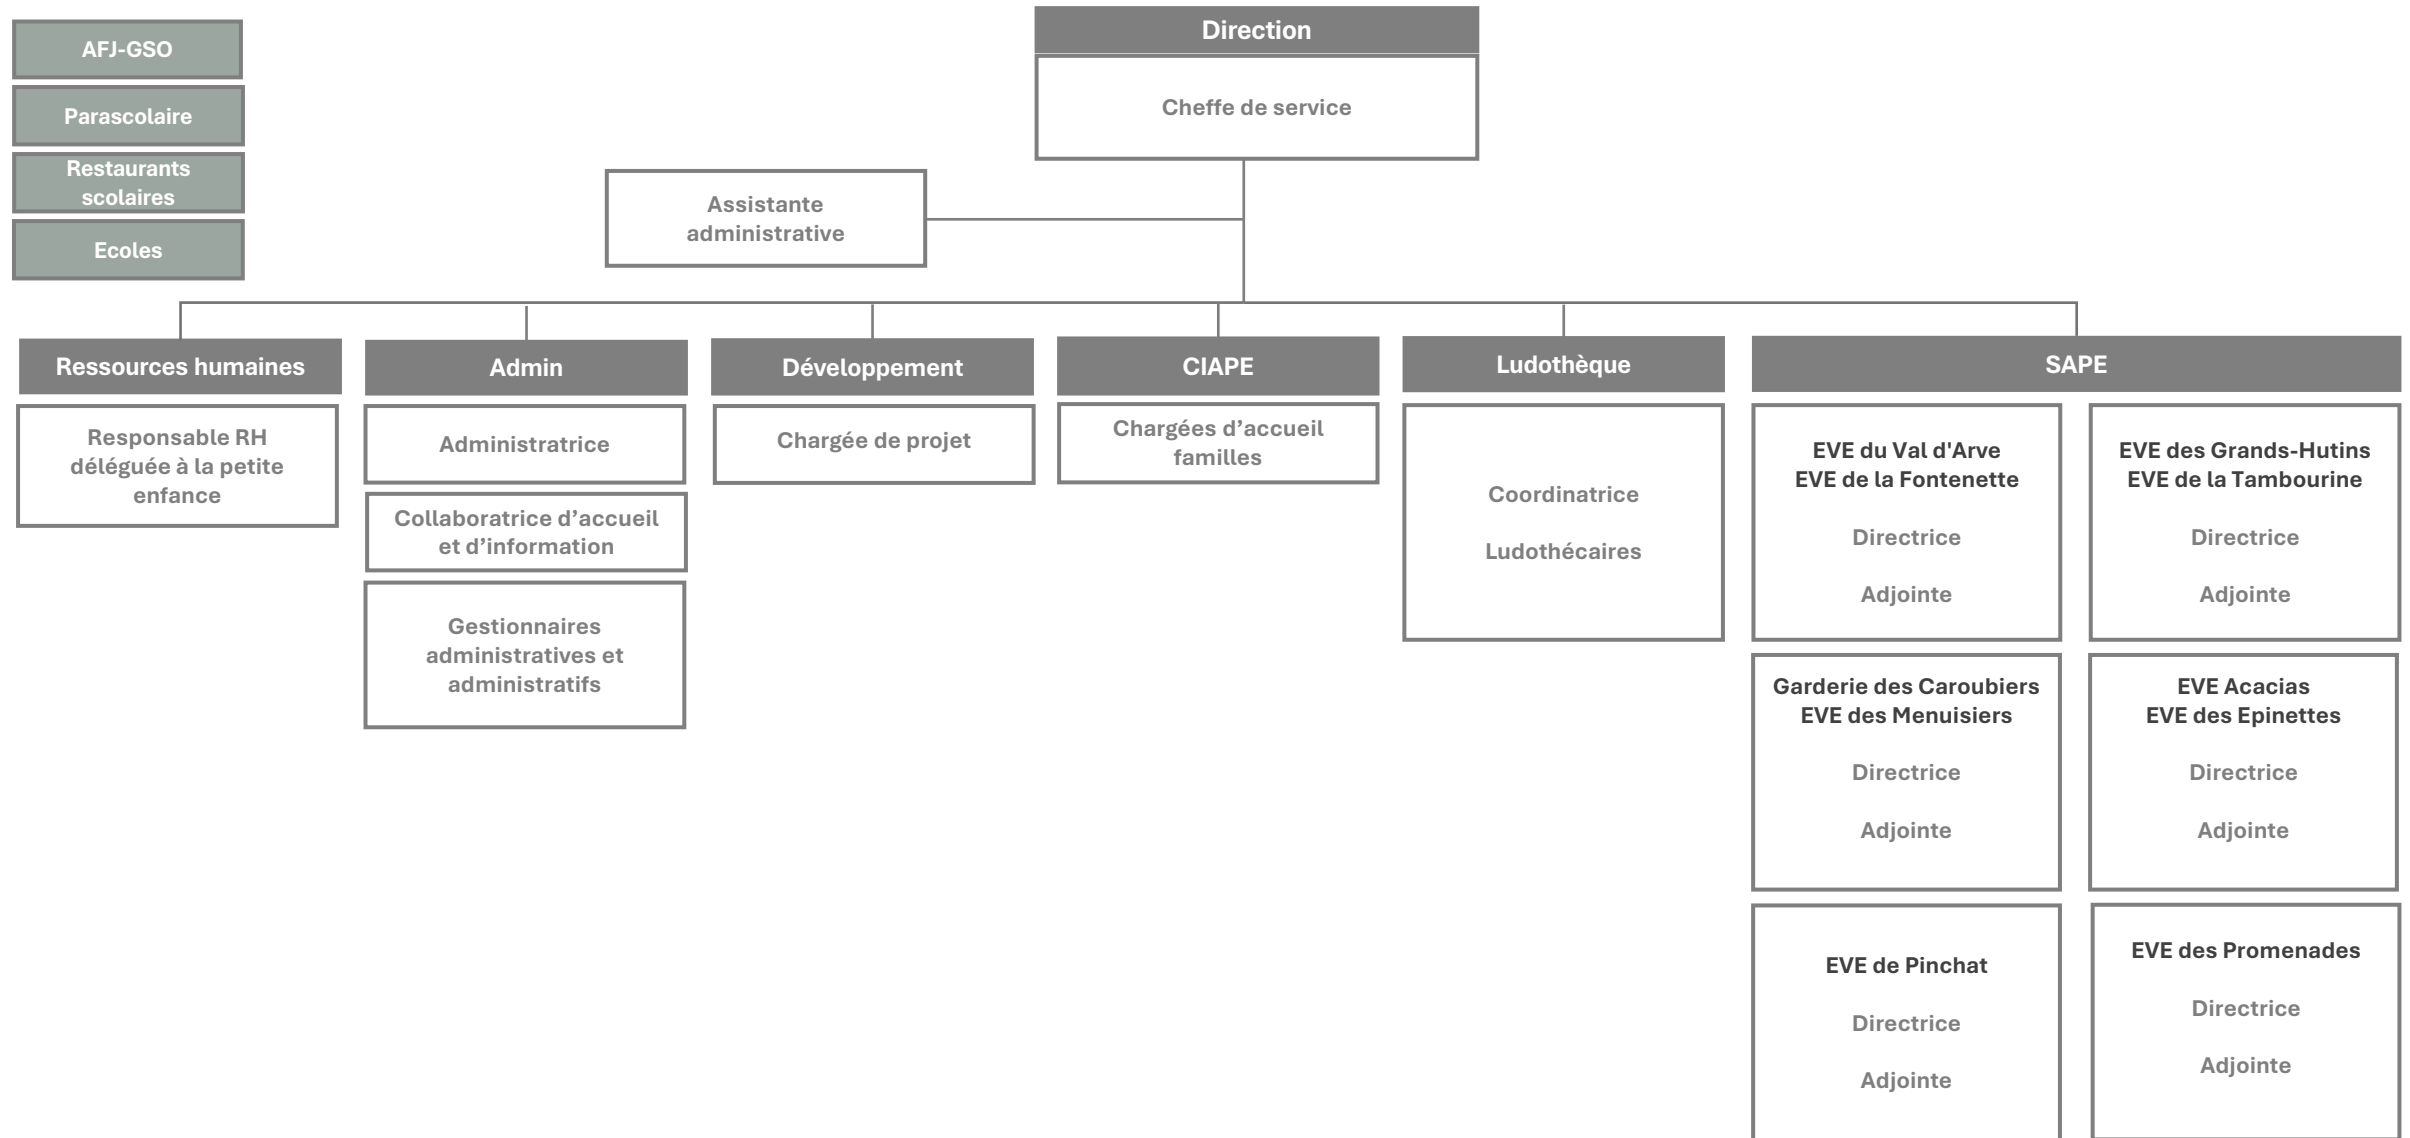 AFJ-GSO
Parascolaire
Restaurants
scolaires
Ecoles
Direction
Cheffe de service
Assistante
administrative
Ressources humaines
Responsable RH
déléguée à la petite
enfance
Admin
Administratrice
Collaboratrice d’accueil
et d’information
Gestionnaires
administratives et
administratifs
Développement
Chargée de projet
CIAPE
Chargées d’accueil
familles
Ludothèque
Coordinatrice
Ludothécaires
SAPE
EVE du Val d'Arve
EVE de la Fontenette
Directrice
Adjointe
EVE des Grands-Hutins
EVE de la Tambourine
Directrice
Adjointe
Garderie des Caroubiers
EVE des Menuisiers
Directrice
Adjointe
EVE Acacias
EVE des Epinettes
Directrice
Adjointe
EVE de Pinchat
Directrice
Adjointe
EVE des Promenades
Directrice
Adjointe